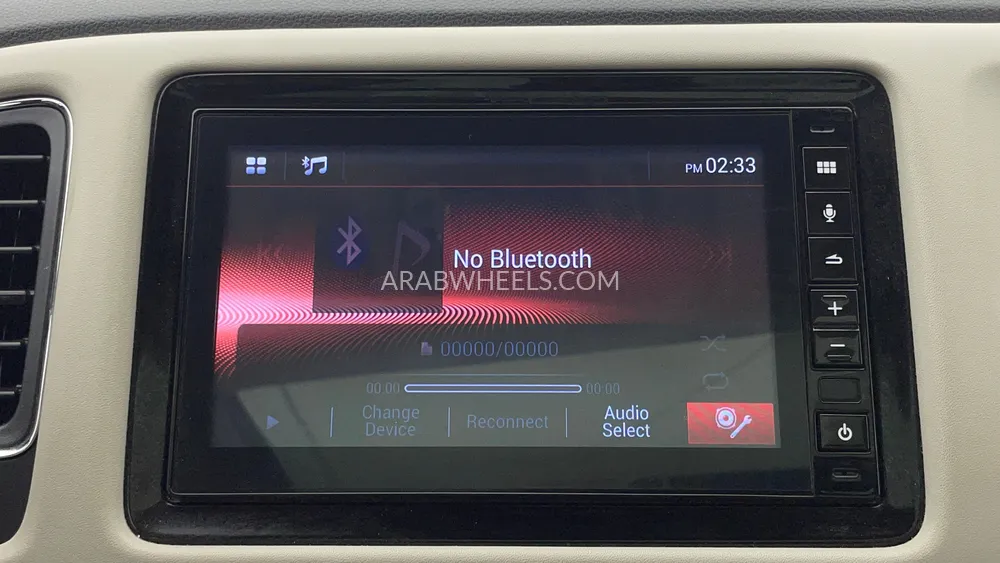 PM 02:33
No Bluetooth
ARABWHEELS.COM
00000/00000
00:00 00:00
Change
Device
Reconnect
Audio
Select